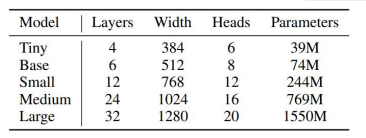 Model Layers Width Heads Parameters
Tiny 4 384 6 39M
Base 6 512 8 74M
Small 12 768 12 244M
Medium 24 1024 16 769M
Large 32 1280 20 1550M